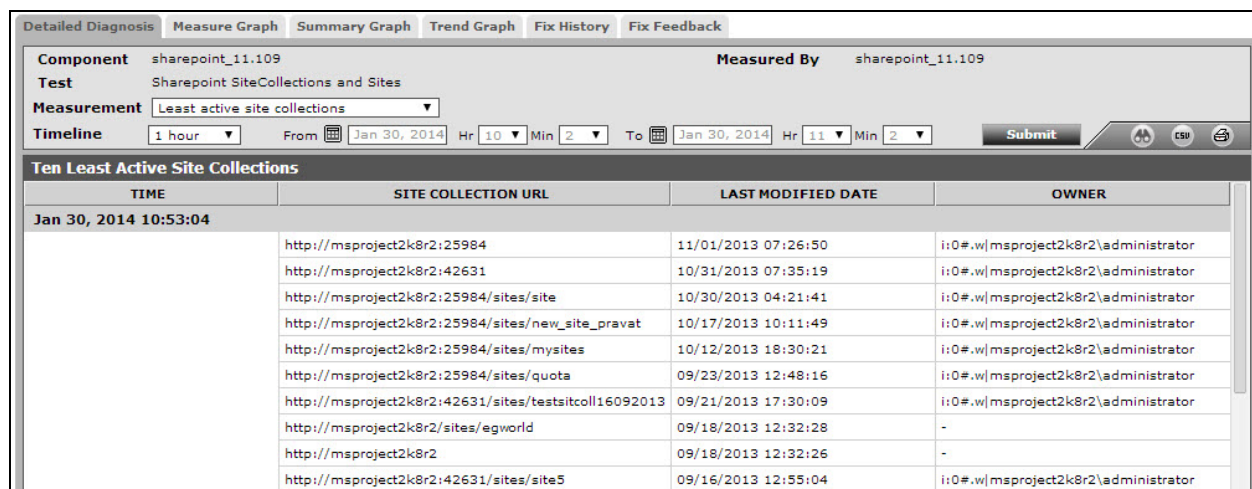 Detailed Diagnosis Measure Graph Summary Graph Trend Graph Fix History Fix Feedback
Component sharepoint_11.109 Measured By sharepoint_11.109
Test Sharepoint SiteCollections and Sites
Measurement Least active site collections
Timeline 1 hour From Jan 30, 2014 Hr 10 Min 2 To Jan 30, 2014 Hr 11 Min 2 Submit CSV
Ten Least Active Site Collections
TIME SITE COLLECTION URL LAST MODIFIED DATE OWNER
Jan 30, 2014 10:53:04
http://msproject2k8r2:25984 11/01/2013 07:26:50 i:0#.w|msproject2k8r2\administrator
http://msproject2k8r2:42631 10/31/2013 07:35:19 i:0#.w|msproject2k8r2\administrator
http://msproject2k8r2:25984/sites/site 10/30/2013 04:21:41 i:0#.w|msproject2k8r2\administrator
http://msproject2k8r2:25984/sites/new_site_pravat 10/17/2013 10:11:49 i:0#.w|msproject2k8r2\administrator
http://msproject2k8r2:25984/sites/mysites 10/12/2013 18:30:21 i:0#.w|msproject2k8r2\administrator
http://msproject2k8r2:25984/sites/quota 09/23/2013 12:48:16 i:0#.w|msproject2k8r2\administrator
http://msproject2k8r2:42631/sites/testsitcoll16092013 09/21/2013 17:30:09 i:0#.w|msproject2k8r2\administrator
http://msproject2k8r2/sites/egworld 09/18/2013 12:32:28 -
http://msproject2k8r2 09/18/2013 12:32:26 -
http://msproject2k8r2:42631/sites/site5 09/16/2013 12:55:04 i:0#.w|msproject2k8r2\administrator